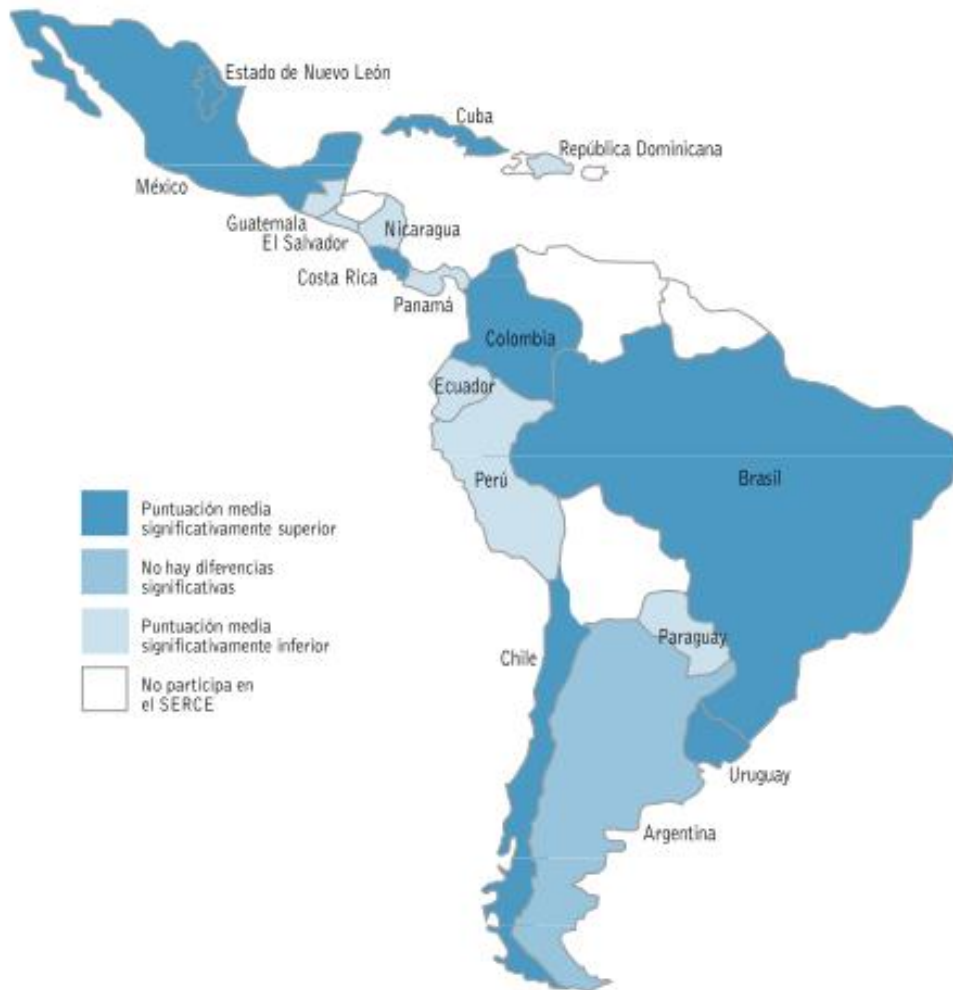 Estado de Nuevo León
Cuba
República Dominicana
México
Guatemala
El Salvador
Nicaragua
Costa Rica
Panamá
Colombia
Ecuador
Perú
Brasil
Puntuación media
significativamente superior
No hay diferencias
significativas
Puntuación media
significativamente inferior
No participa en
el SERCE
Paraguay
Chile
Uruguay
Argentina